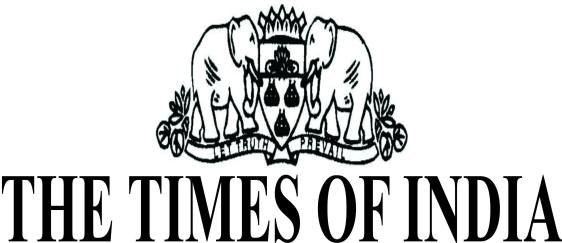 LET TRUTH PREVAIL
THE TIMES OF INDIA